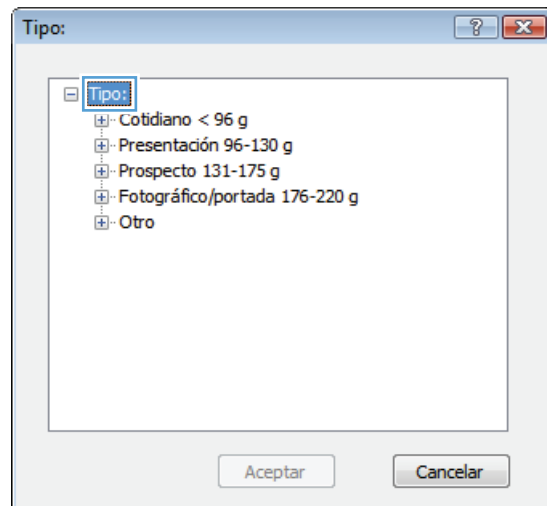 Tipo:
Tipo:
Cotidiano < 96 g
Presentación 96-130 g
Prospecto 131-175 g
Fotográfico/portada 176-220 g
Otro
Aceptar Cancelar